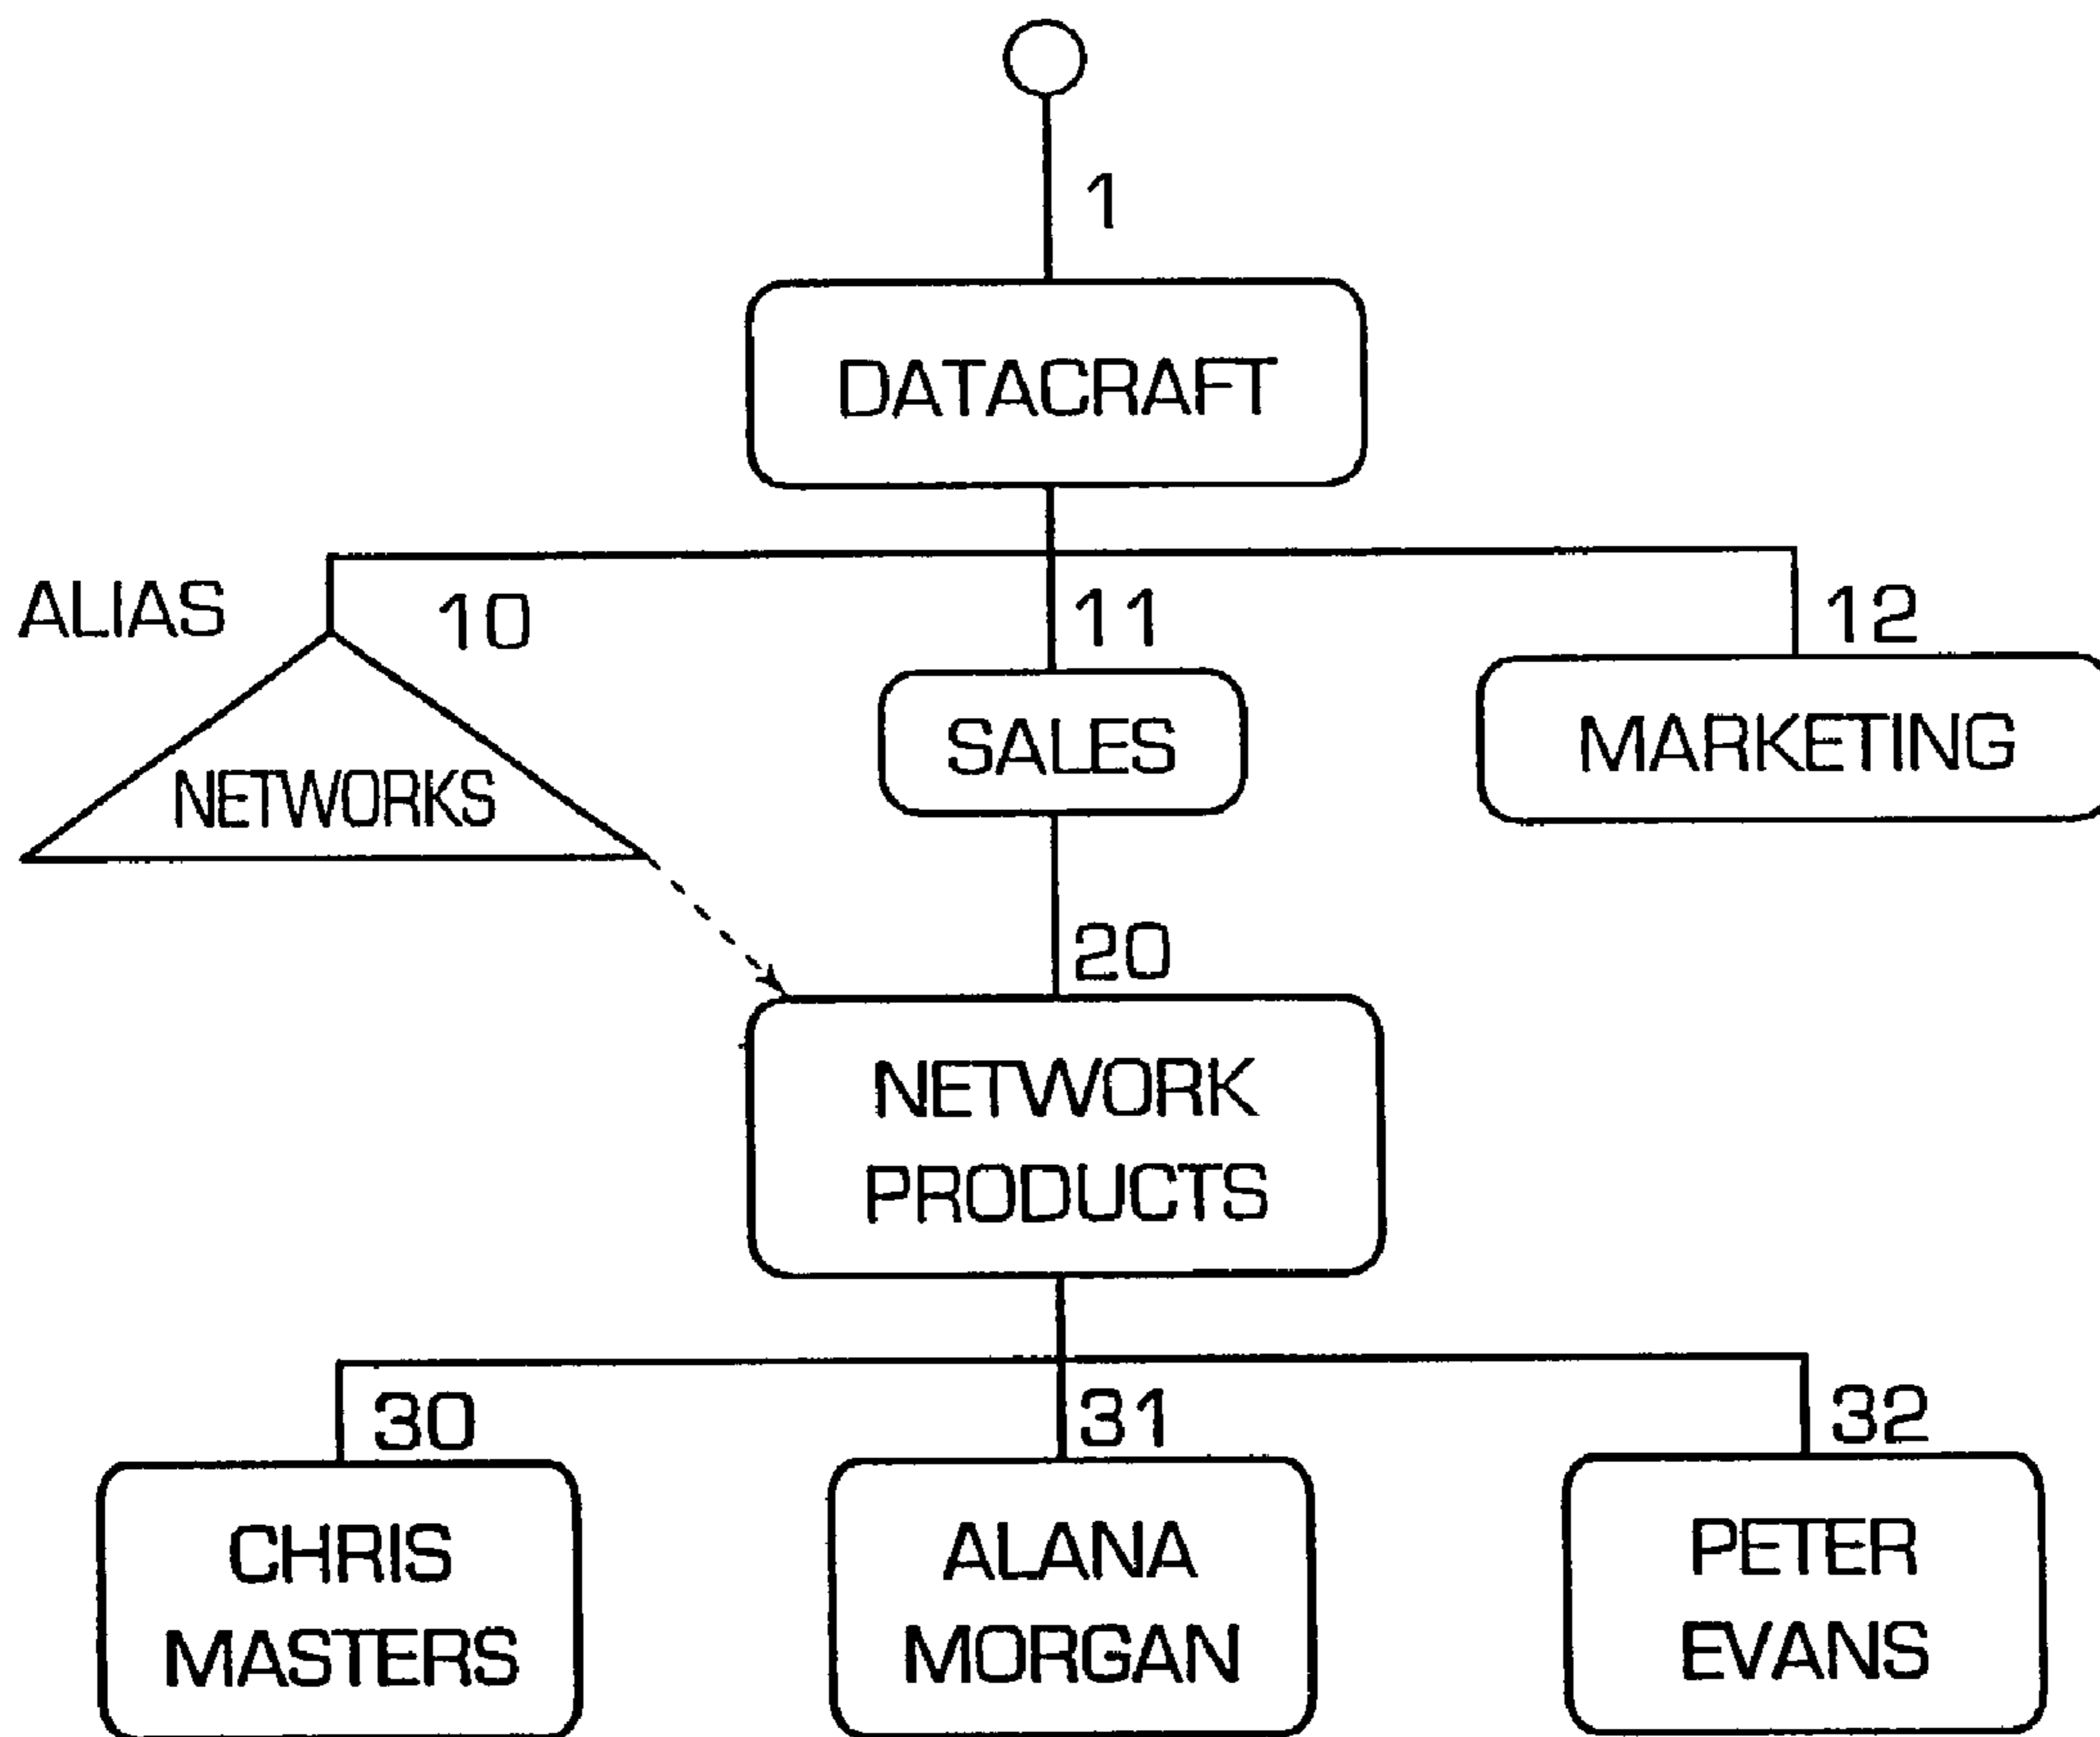 1
DATACRAFT
ALIAS
10
11
12
NETWORKS
SALES
MARKETING
20
NETWORK
PRODUCTS
30
31
32
CHRIS
MASTERS
ALANA
MORGAN
PETER
EVANS